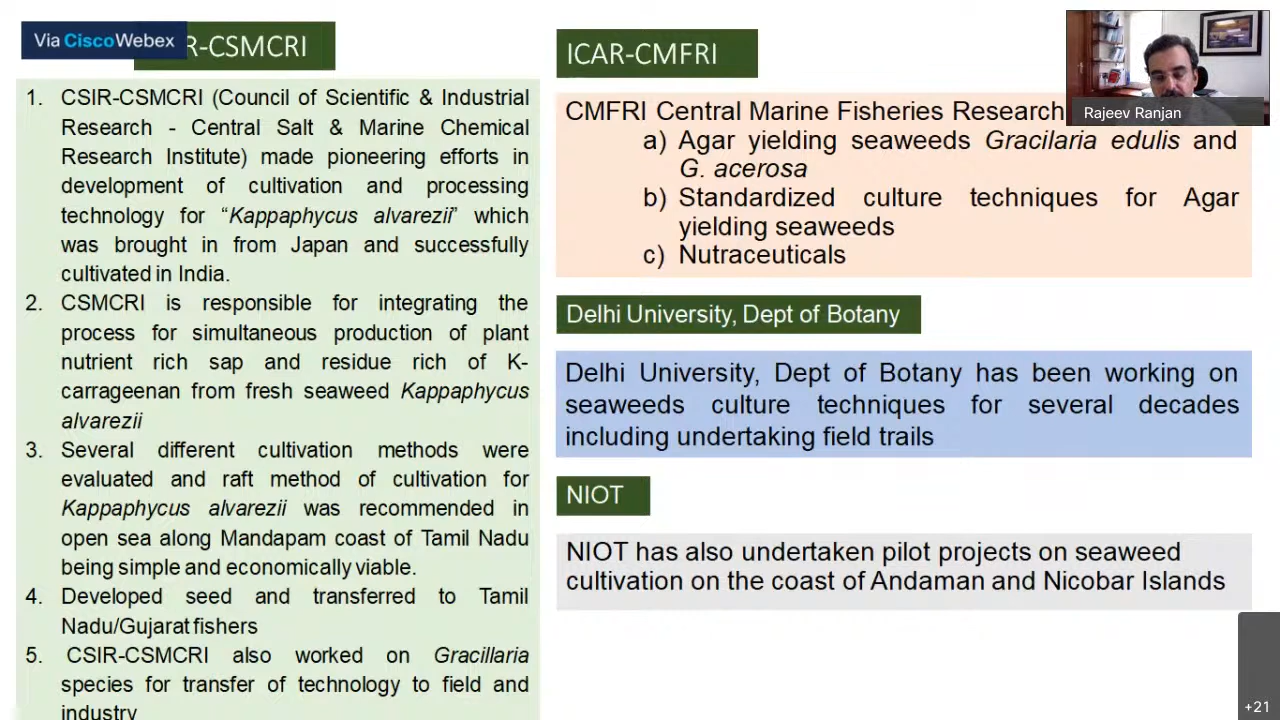 Via CiscoWebex
R-CSMCRI
1. CSIR-CSMCRI (Council of Scientific & Industrial
Research - Central Salt & Marine Chemical
Research Institute) made pioneering efforts in
development of cultivation and processing
technology for “Kappaphycus alvarezii” which
was brought in from Japan and successfully
cultivated in India.
2. CSMCRI is responsible for integrating the
process for simultaneous production of plant
nutrient rich sap and residue rich of K-
carrageenan from fresh seaweed Kappaphycus
alvarezii
3. Several different cultivation methods were
evaluated and raft method of cultivation for
Kappaphycus alvarezii was recommended in
open sea along Mandapam coast of Tamil Nadu
being simple and economically viable.
4. Developed seed and transferred to Tamil
Nadu/Gujarat fishers
5. CSIR-CSMCRI also worked on Gracillaria
species for transfer of technology to field and
industry
ICAR-CMFRI
CMFRI Central Marine Fisheries Research
a) Agar yielding seaweeds Gracilaria edulis and
G. acerosa
b) Standardized culture techniques for Agar
yielding seaweeds
c) Nutraceuticals
Delhi University, Dept of Botany
Delhi University, Dept of Botany has been working on
seaweeds culture techniques for several decades
including undertaking field trails
NIOT
NIOT has also undertaken pilot projects on seaweed
cultivation on the coast of Andaman and Nicobar Islands
Rajeev Ranjan
+21